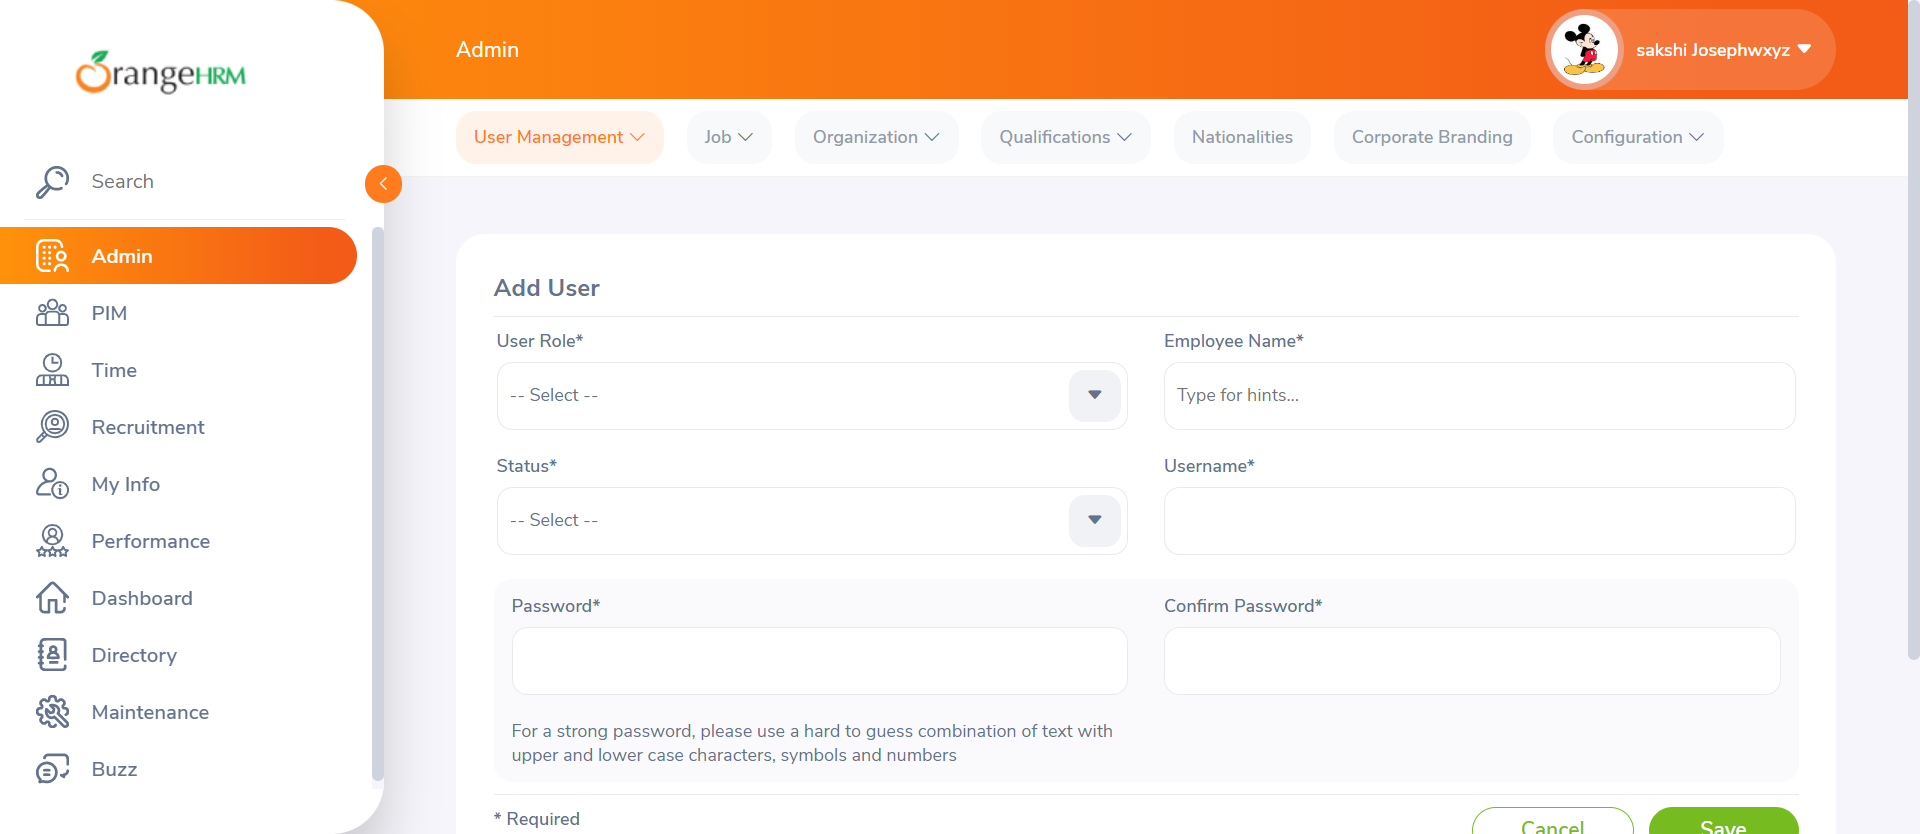 OrangeHRM
Search
Admin
PIM
Time
Recruitment
My Info
Performance
Dashboard
Directory
Maintenance
Buzz
Admin
sakshi Josephwxyz
User Management
Job
Organization
Qualifications
Nationalities
Corporate Branding
Configuration
Add User
User Role*
Employee Name*
-- Select --
Type for hints...
Status*
Username*
-- Select --
Password*
Confirm Password*
For a strong password, please use a hard to guess combination of text with
upper and lower case characters, symbols and numbers
* Required
Cancel
Save